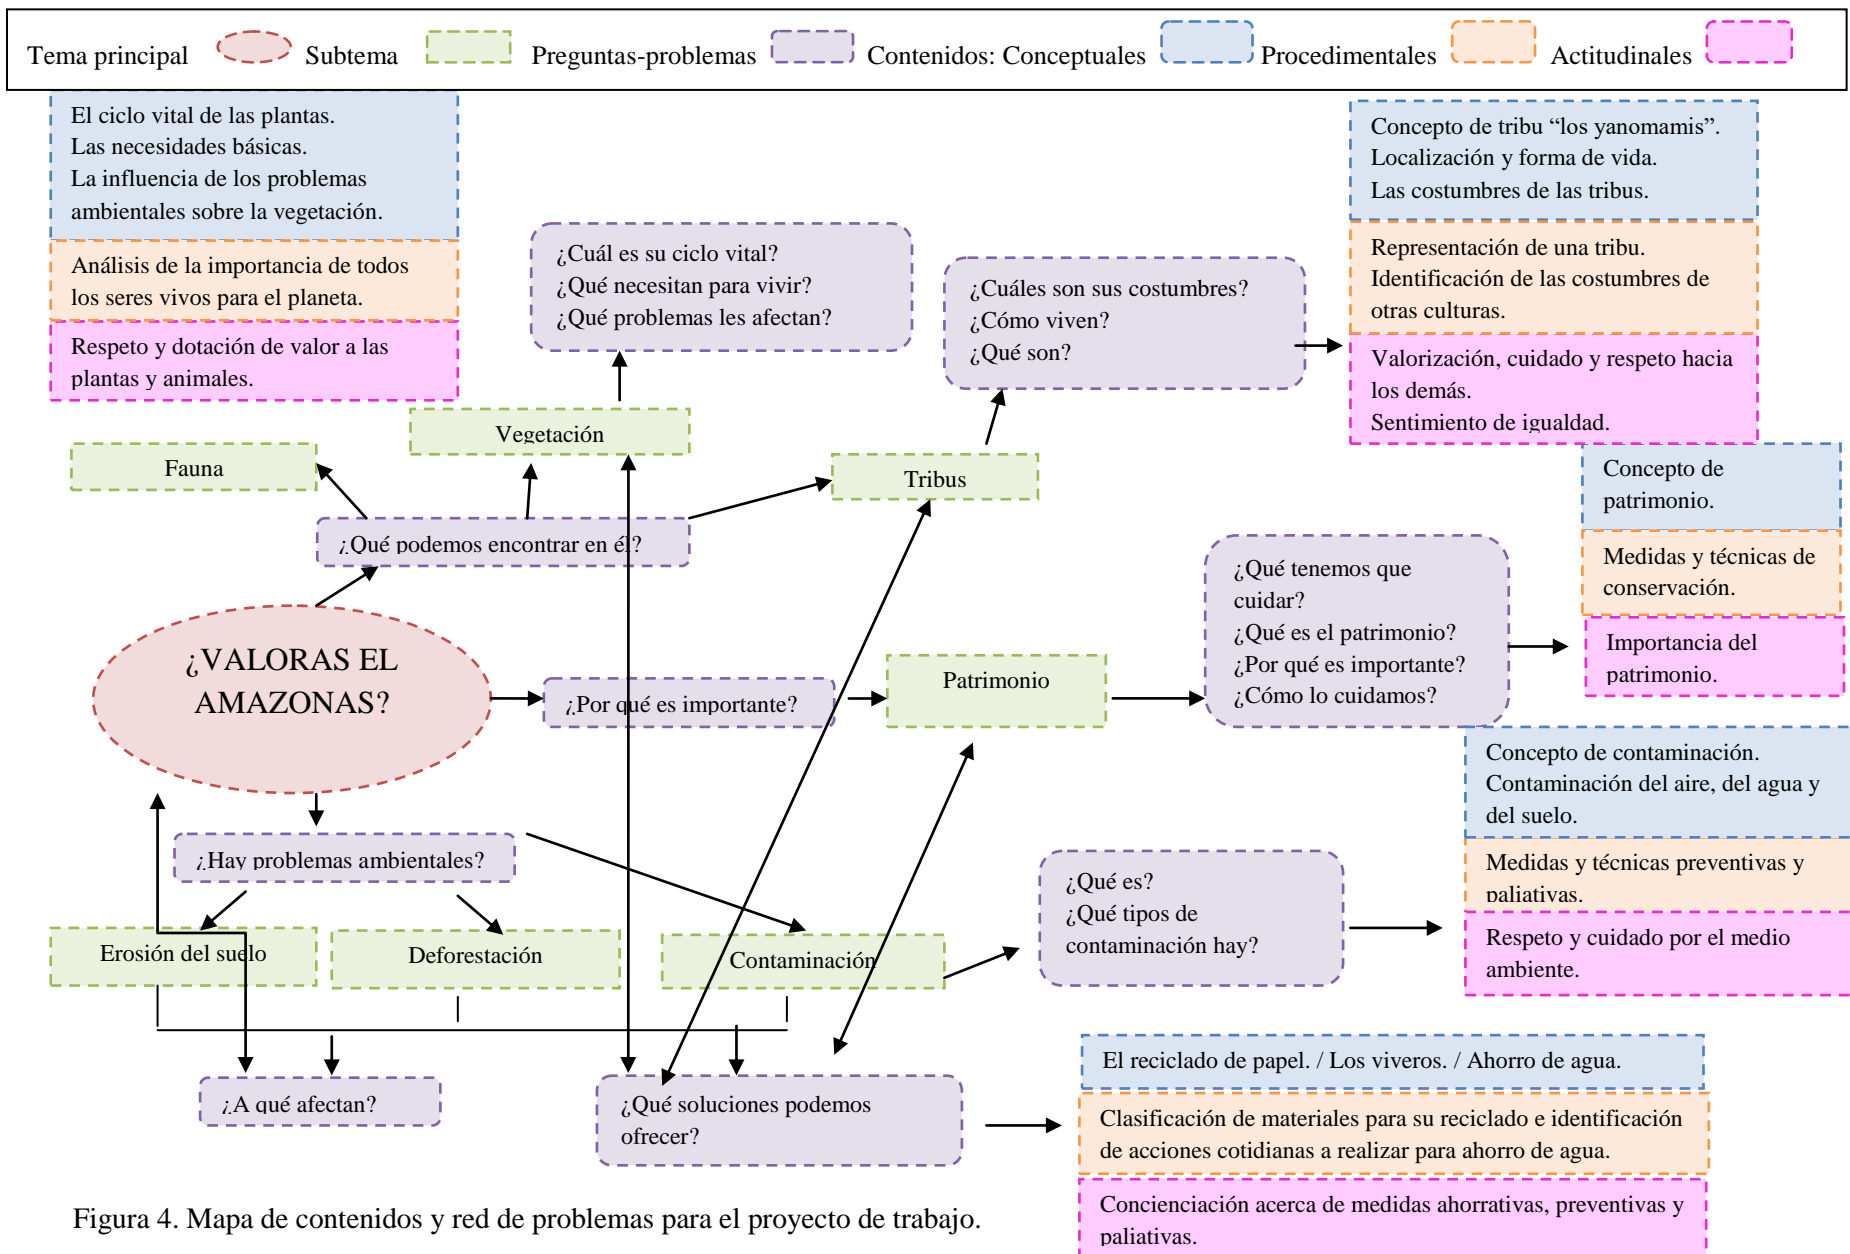 Tema principal Subtema Preguntas-problemas Contenidos: Conceptuales Procedimentales Actitudinales
El ciclo vital de las plantas.
Las necesidades básicas.
La influencia de los problemas
ambientales sobre la vegetación.
Análisis de la importancia de todos
los seres vivos para el planeta.
Respeto y dotación de valor a las
plantas y animales.
¿Cuál es su ciclo vital?
¿Qué necesitan para vivir?
¿Qué problemas les afectan?
¿Cuáles son sus costumbres?
¿Cómo viven?
¿Qué son?
Concepto de tribu “los yanomamis”.
Localización y forma de vida.
Las costumbres de las tribus.
Representación de una tribu.
Identificación de las costumbres de
otras culturas.
Valorización, cuidado y respeto hacia
los demás.
Sentimiento de igualdad.
Fauna
Vegetación
Tribus
¿Qué podemos encontrar en él?
Concepto de
patrimonio.
Medidas y técnicas de
conservación.
Importancia del
patrimonio.
¿VALORAS EL
AMAZONAS?
¿Por qué es importante?
Patrimonio
¿Qué tenemos que
cuidar?
¿Qué es el patrimonio?
¿Por qué es importante?
¿Cómo lo cuidamos?
¿Hay problemas ambientales?
Erosión del suelo
Deforestación
Contaminación
¿Qué es?
¿Qué tipos de
contaminación hay?
Concepto de contaminación.
Contaminación del aire, del agua y
del suelo.
Medidas y técnicas preventivas y
paliativas.
Respeto y cuidado por el medio
ambiente.
¿A qué afectan?
¿Qué soluciones podemos
ofrecer?
El reciclado de papel. / Los viveros. / Ahorro de agua.
Clasificación de materiales para su reciclado e identificación
de acciones cotidianas a realizar para ahorro de agua.
Concienciación acerca de medidas ahorrativas, preventivas y
paliativas.
Figura 4. Mapa de contenidos y red de problemas para el proyecto de trabajo.